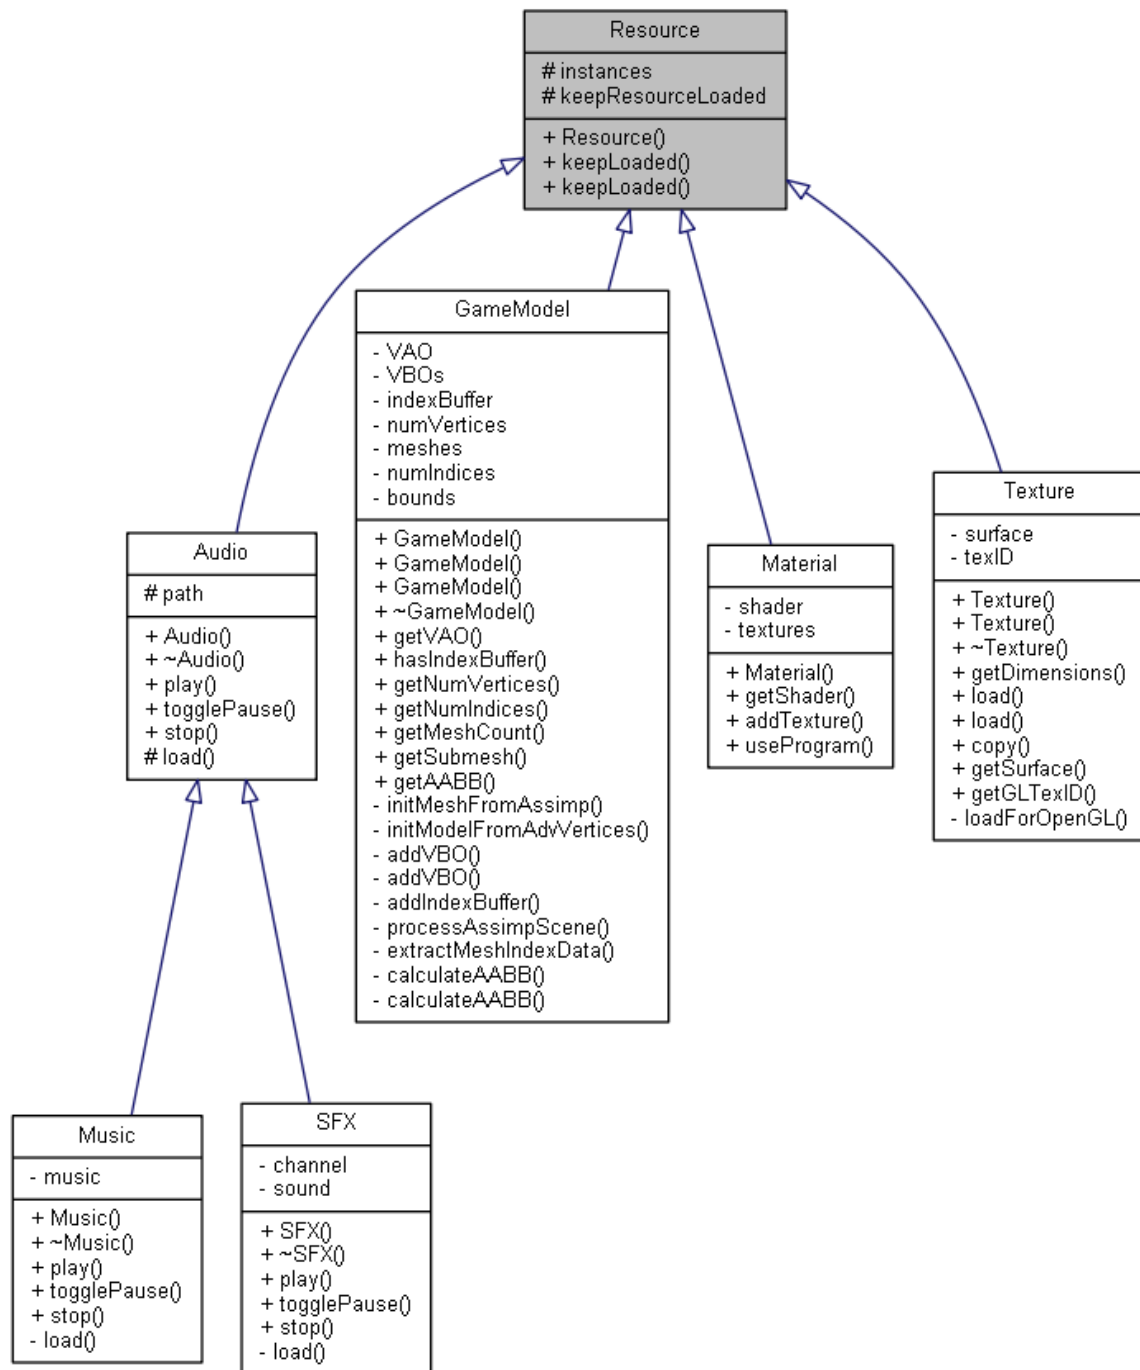 Resource
# instances
# keepResourceLoaded
+ Resource()
+ keepLoaded()
+ keepLoaded()
GameModel
- VAO
- VBOs
- indexBuffer
- numVertices
- meshes
- numIndices
- bounds
+ GameModel()
+ GameModel()
+ GameModel()
+ ~GameModel()
+ getVAO()
+ hasIndexBuffer()
+ getNumVertices()
+ getNumIndices()
+ getMeshCount()
+ getSubmesh()
+ getAABB()
- initMeshFromAssimp()
- initModelFromAdvVertices()
- addVBO()
- addVBO()
- addIndexBuffer()
- processAssimpScene()
- extractMeshIndexData()
- calculateAABB()
- calculateAABB()
Texture
- surface
- texID
+ Texture()
+ Texture()
+ ~Texture()
+ getDimensions()
+ load()
+ load()
+ copy()
+ getSurface()
+ getGLTexID()
- loadForOpenGL()
Audio
# path
+ Audio()
+ ~Audio()
+ play()
+ togglePause()
+ stop()
# load()
Material
- shader
- textures
+ Material()
+ getShader()
+ addTexture()
+ useProgram()
Music
- music
+ Music()
+ ~Music()
+ play()
+ togglePause()
+ stop()
- load()
SFX
- channel
- sound
+ SFX()
+ ~SFX()
+ play()
+ togglePause()
+ stop()
- load()